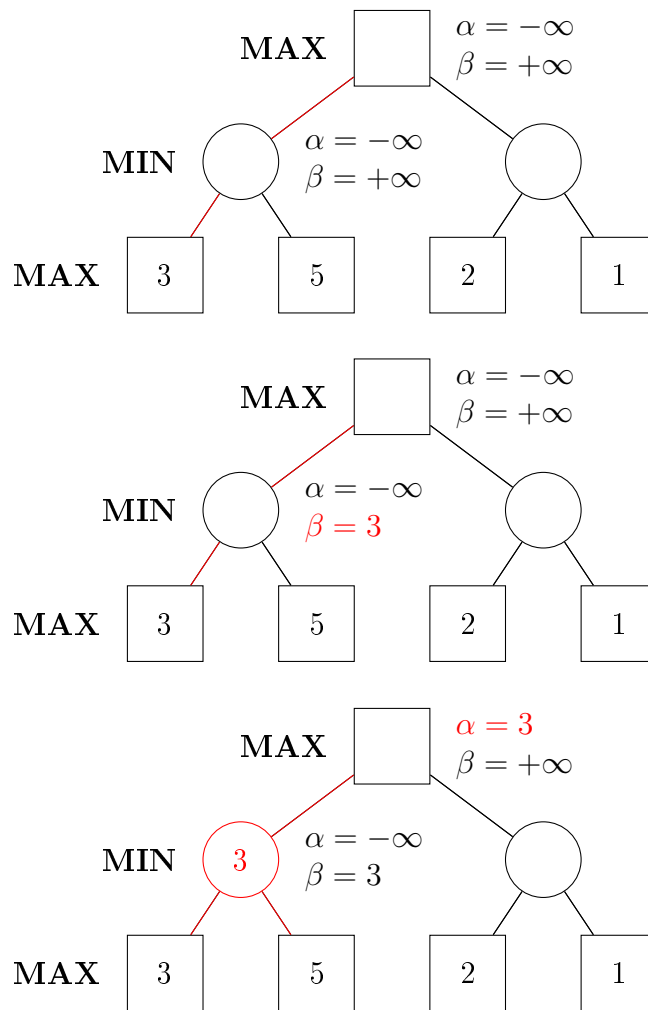 MAX
α = −∞
β = +∞
MIN
α = −∞
β = +∞
MAX 3 5 2 1
MAX
α = −∞
β = +∞
MIN
α = −∞
β = 3
MAX 3 5 2 1
MAX
α = 3
β = +∞
MIN 3
α = −∞
β = 3
MAX 3 5 2 1